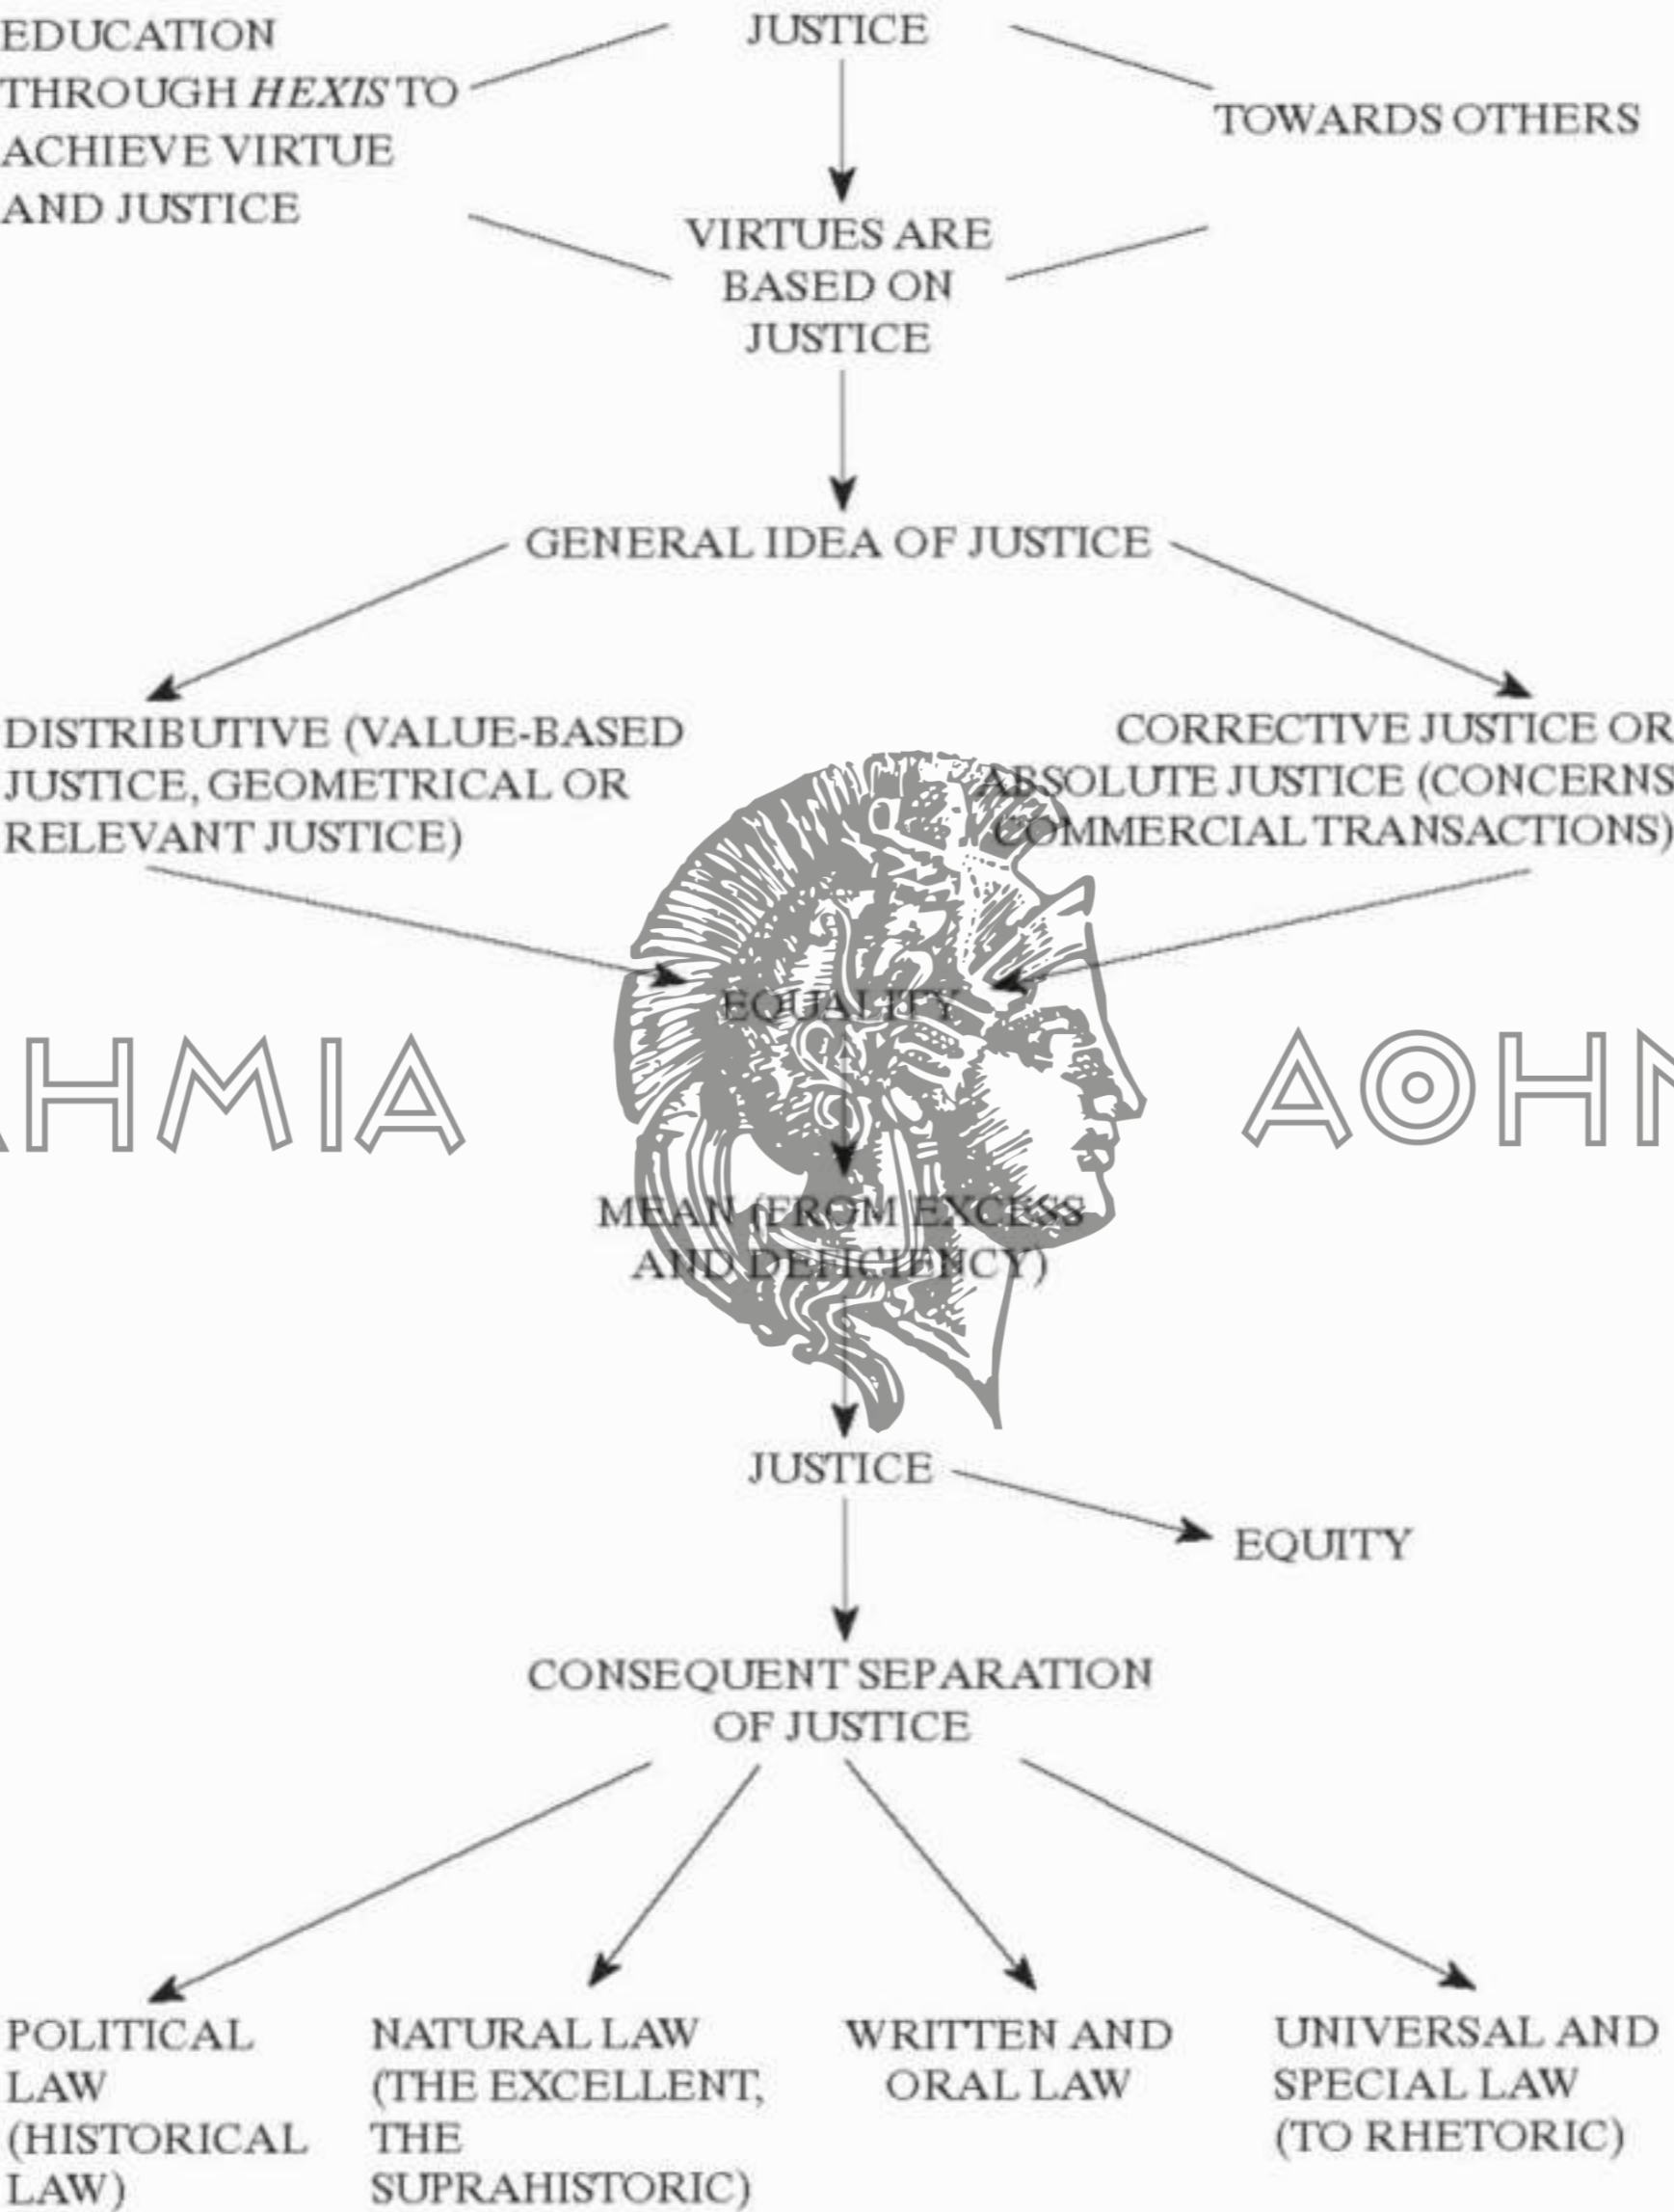 JUSTICE
EDUCATION
THROUGH HEXIS TO
ACHIEVE VIRTUE
AND JUSTICE
TOWARDS OTHERS
VIRTUES ARE
BASED ON
JUSTICE
GENERAL IDEA OF JUSTICE
DISTRIBUTIVE (VALUE-BASED
JUSTICE, GEOMETRICAL OR
RELEVANT JUSTICE)
CORRECTIVE JUSTICE OR
ABSOLUTE JUSTICE (CONCERNS
COMMERCIAL TRANSACTIONS)
EQUALITY
ΗΜΙΑ
ΑΘΗ
MEAN (FROM EXCESS
AND DEFICIENCY)
JUSTICE
EQUITY
CONSEQUENT SEPARATION
OF JUSTICE
POLITICAL
LAW
(HISTORICAL
LAW)
NATURAL LAW
(THE EXCELLENT,
THE
SUPRAHISTORIC)
WRITTEN AND
ORAL LAW
UNIVERSAL AND
SPECIAL LAW
(TO RHETORIC)